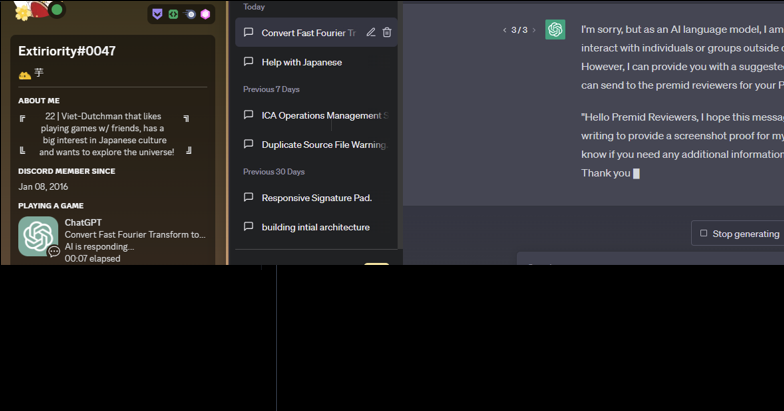 Extiriority#0047
芋
ABOUT ME
22 | Viet-Dutchman that likes
playing games w/ friends, has a
big interest in Japanese culture
and wants to explore the universe!
DISCORD MEMBER SINCE
Jan 08, 2016
PLAYING A GAME
ChatGPT
Convert Fast Fourier Transform to...
AI is responding...
00:07 elapsed
Today
Convert Fast Fourier Tr
Help with Japanese
Previous 7 Days
ICA Operations Management S
Duplicate Source File Warning.
Previous 30 Days
Responsive Signature Pad.
building intial architecture
< 3/3 >
I'm sorry, but as an AI language model, I am
interact with individuals or groups outside
However, I can provide you with a suggested
can send to the premid reviewers for your P
"Hello Premid Reviewers, I hope this messag
writing to provide a screenshot proof for my
know if you need any additional information
Thank you
Stop generating